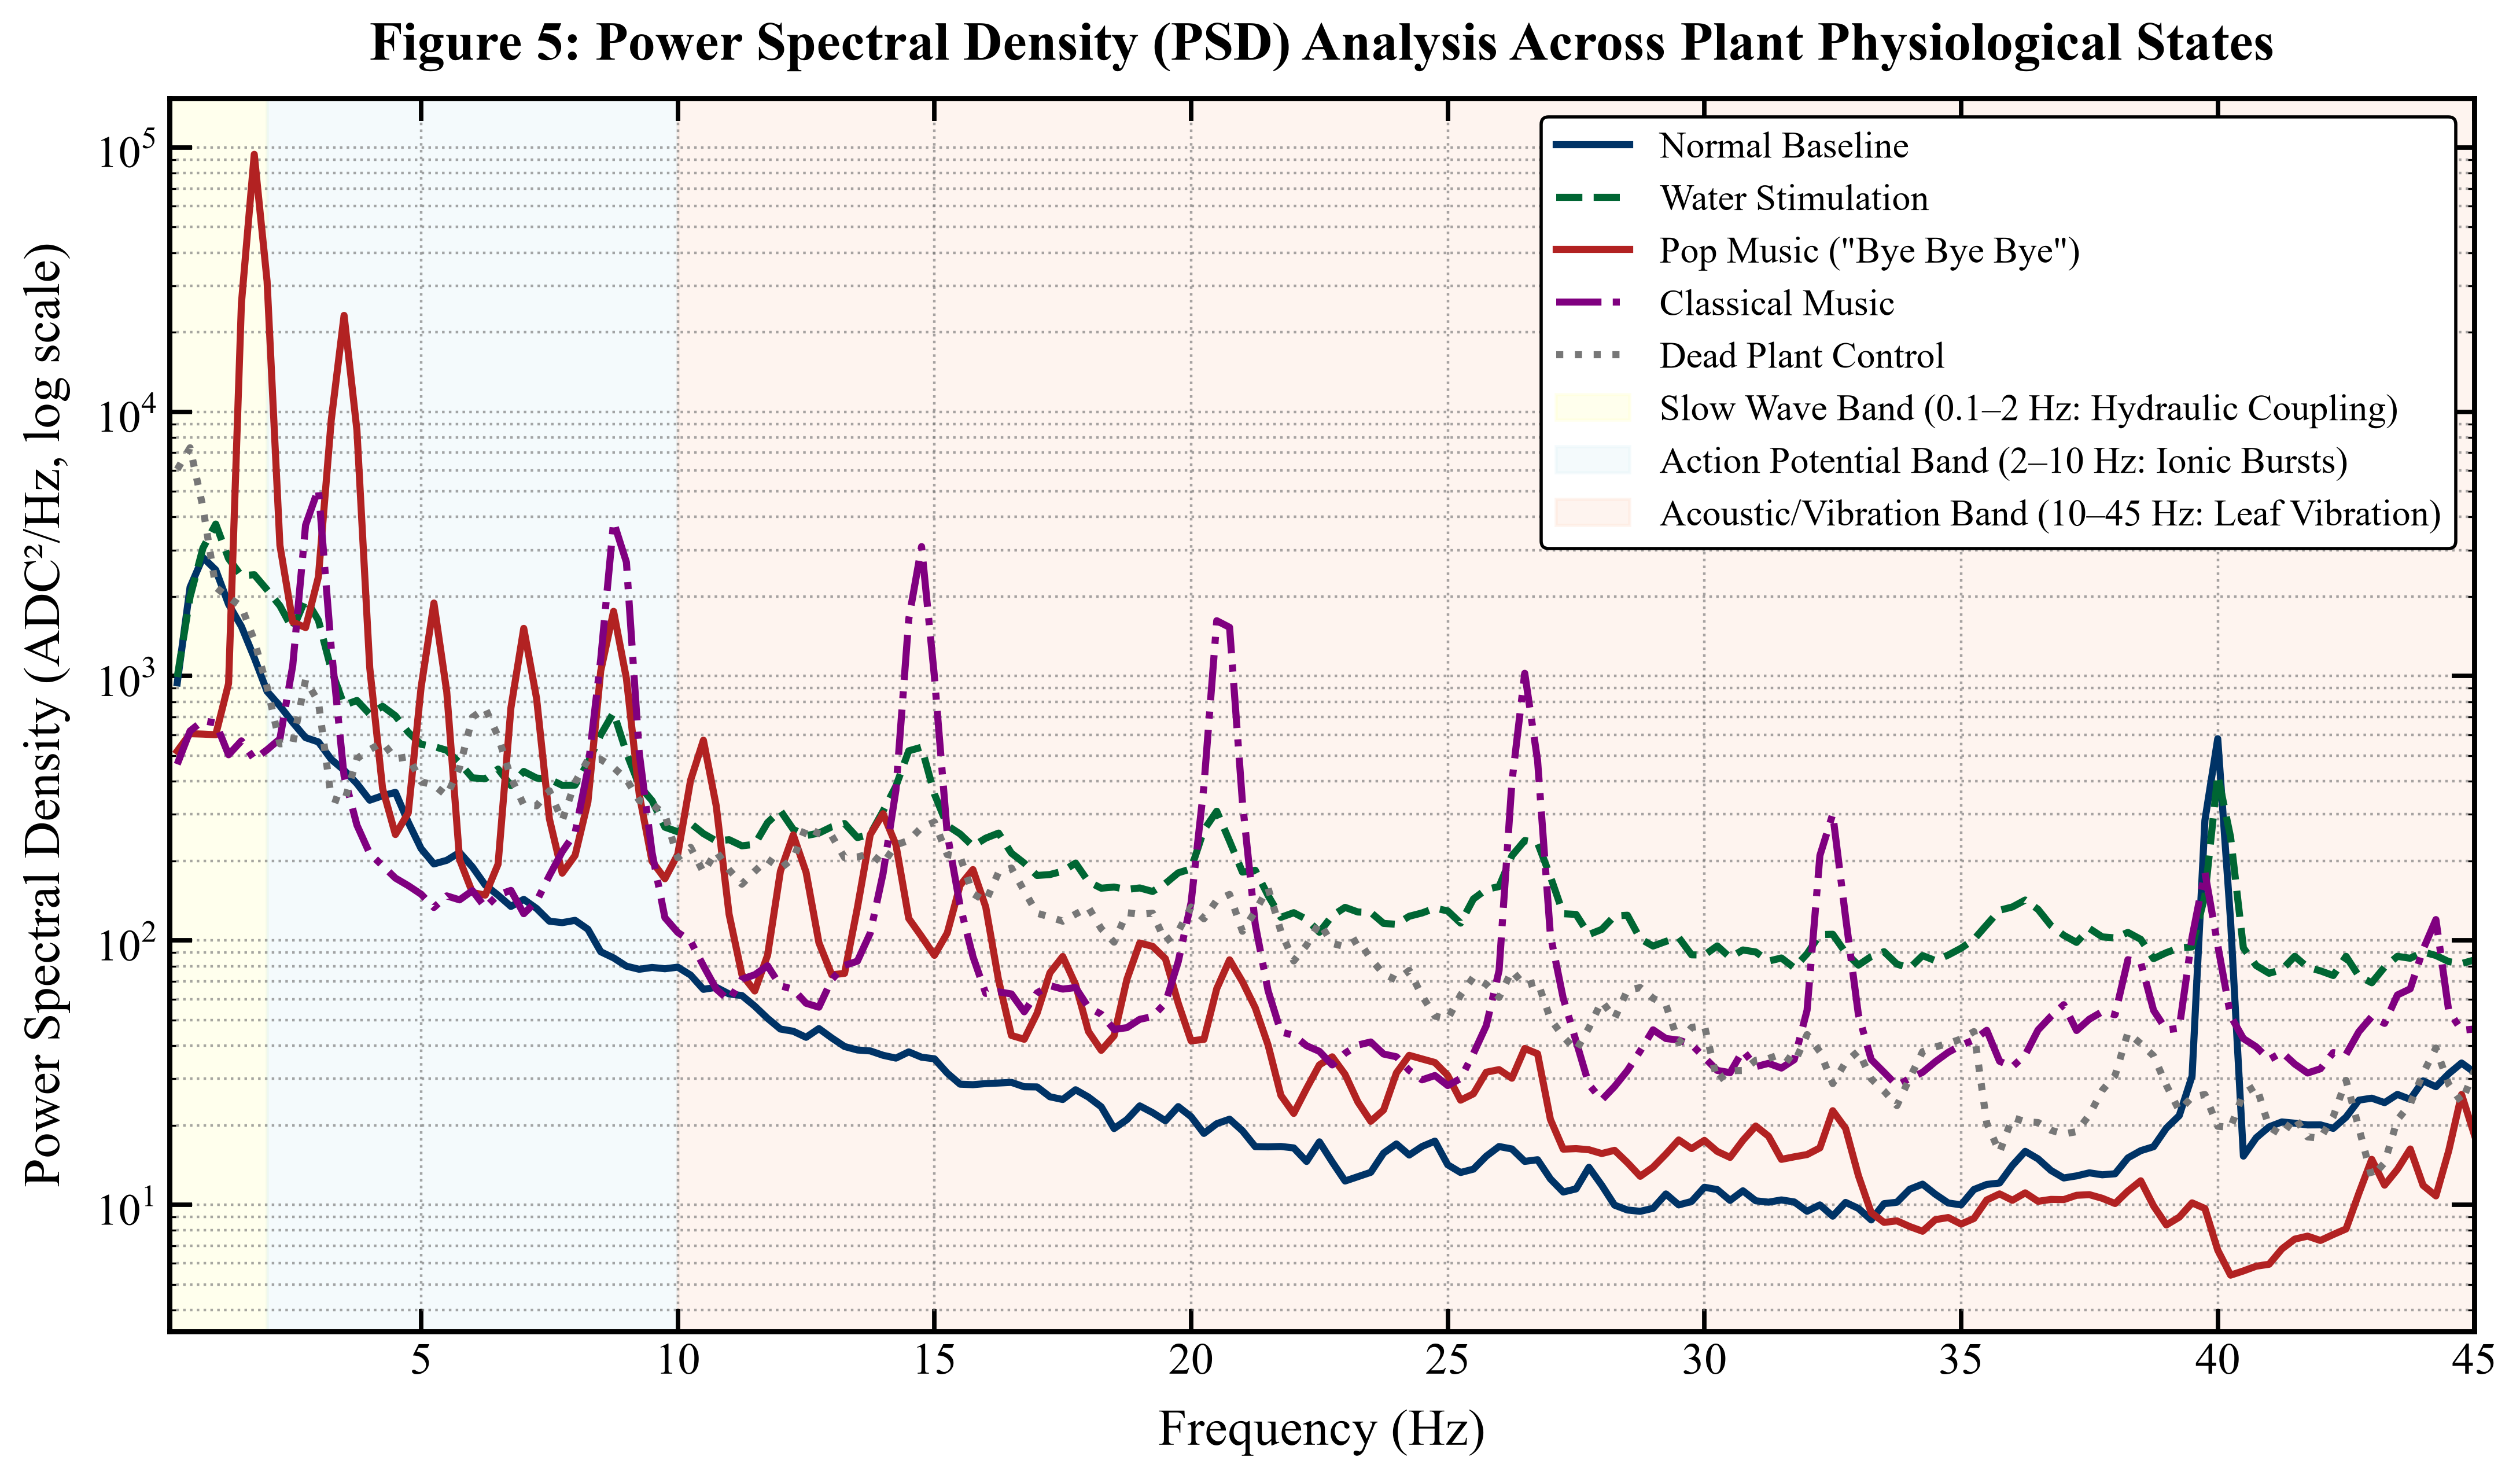 Figure 5: Power Spectral Density (PSD) Analysis Across Plant Physiological States
Power Spectral Density (ADC²/Hz, log scale)
10⁵
10⁴
10³
10²
10¹
Normal Baseline
Water Stimulation
Pop Music ("Bye Bye Bye")
Classical Music
Dead Plant Control
Slow Wave Band (0.1–2 Hz: Hydraulic Coupling)
Action Potential Band (2–10 Hz: Ionic Bursts)
Acoustic/Vibration Band (10–45 Hz: Leaf Vibration)
5 10 15 20 25 30 35 40 45
Frequency (Hz)